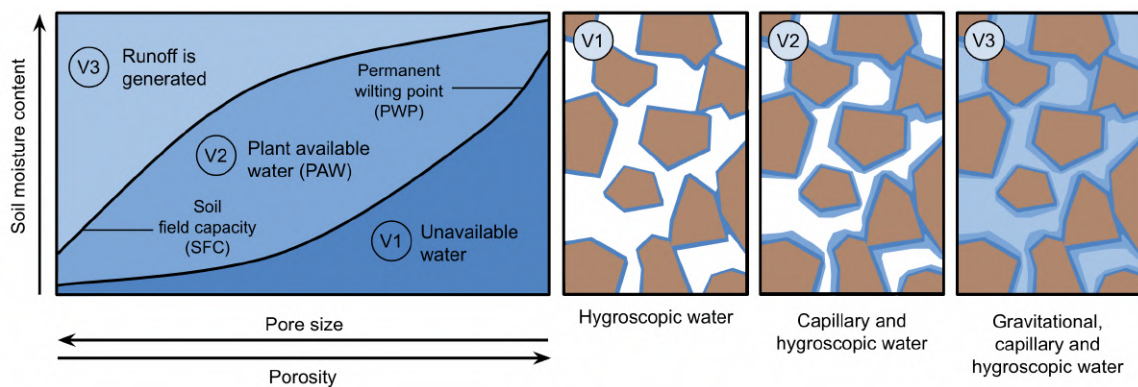 Soil moisture content
V3
Runoff is
generated
Permanent
wilting point
(PWP)
V2
Plant available
water (PAW)
Soil
field capacity
(SFC)
V1
Unavailable
water
Pore size
Porosity
V1
Hygroscopic water
V2
Capillary and
hygroscopic water
V3
Gravitational,
capillary and
hygroscopic water